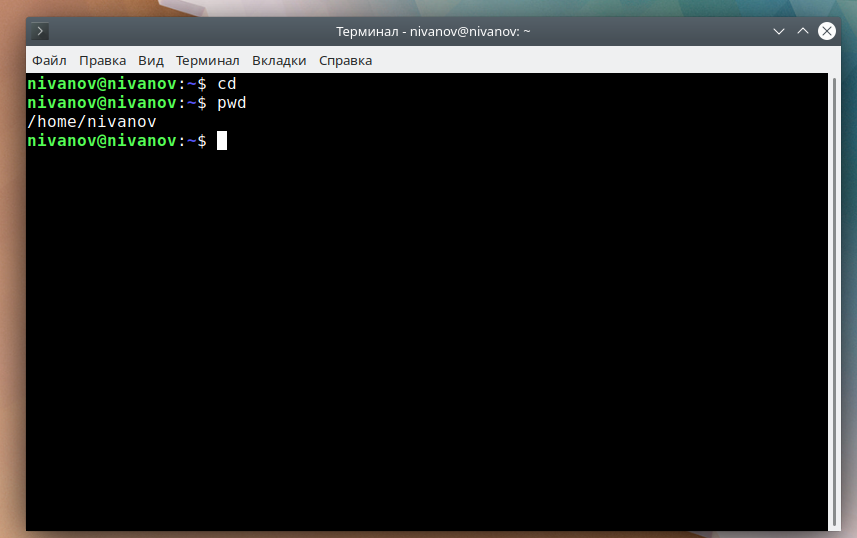 Терминал - nivanov@nivanov: ~
Файл Правка Вид Терминал Вкладки Справка
nivanov@nivanov:~$ cd
nivanov@nivanov:~$ pwd
/home/nivanov
nivanov@nivanov:~$